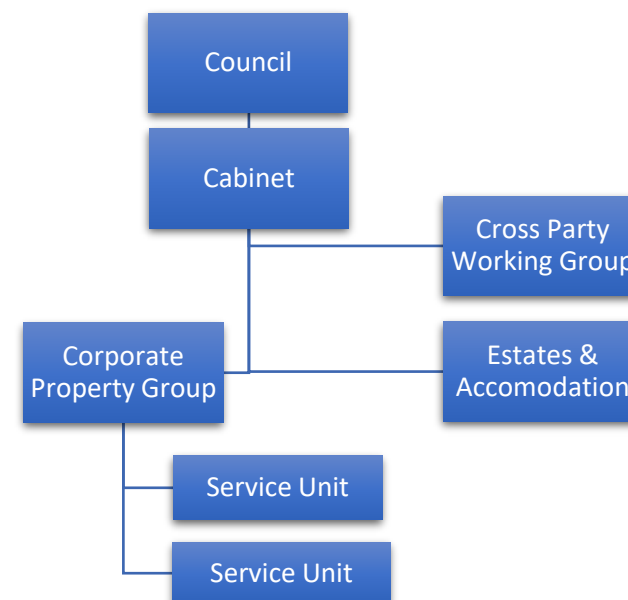 Council
Cabinet
Cross Party
Working Group
Corporate
Property Group
Estates &
Accomodation
Service Unit
Service Unit